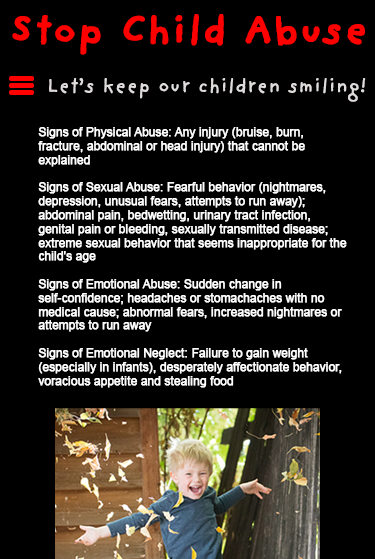 Stop Child Abuse
Let's keep our children smiling!
Signs of Physical Abuse: Any injury (bruise, burn,
fracture, abdominal or head injury) that cannot be
explained
Signs of Sexual Abuse: Fearful behavior (nightmares,
depression, unusual fears, attempts to run away);
abdominal pain, bedwetting, urinary tract infection,
genital pain or bleeding, sexually transmitted disease;
extreme sexual behavior that seems inappropriate for the
child's age
Signs of Emotional Abuse: Sudden change in
self-confidence; headaches or stomachaches with no
medical cause; abnormal fears, increased nightmares or
attempts to run away
Signs of Emotional Neglect: Failure to gain weight
(especially in infants), desperately affectionate behavior,
voracious appetite and stealing food